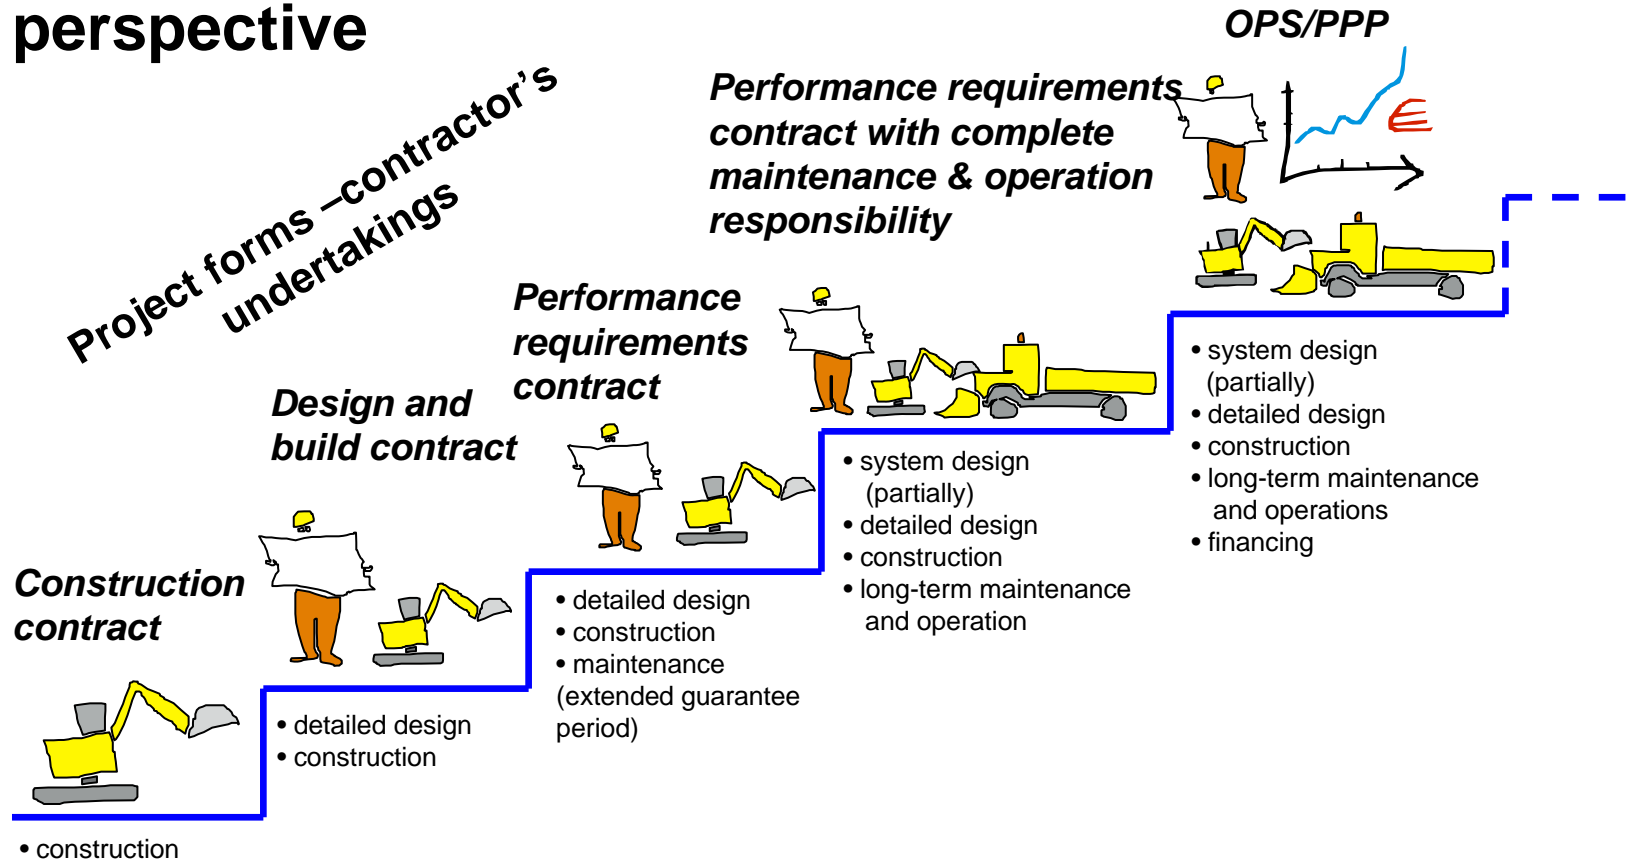 perspective
Project forms –contractor’s
undertakings
Construction
contract
• construction
Design and
build contract
• detailed design
• construction
Performance
requirements
contract
• detailed design
• construction
• maintenance
(extended guarantee
period)
Performance requirements
contract with complete
maintenance & operation
responsibility
• system design
(partially)
• detailed design
• construction
• long-term maintenance
and operation
OPS/PPP
€
• system design
(partially)
• detailed design
• construction
• long-term maintenance
and operations
• financing